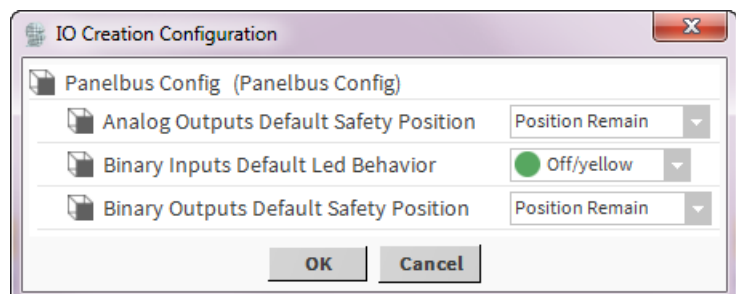 IO Creation Configuration
Panelbus Config (Panelbus Config)
Analog Outputs Default Safety Position Position Remain
Binary Inputs Default Led Behavior Off/yellow
Binary Outputs Default Safety Position Position Remain
OK Cancel